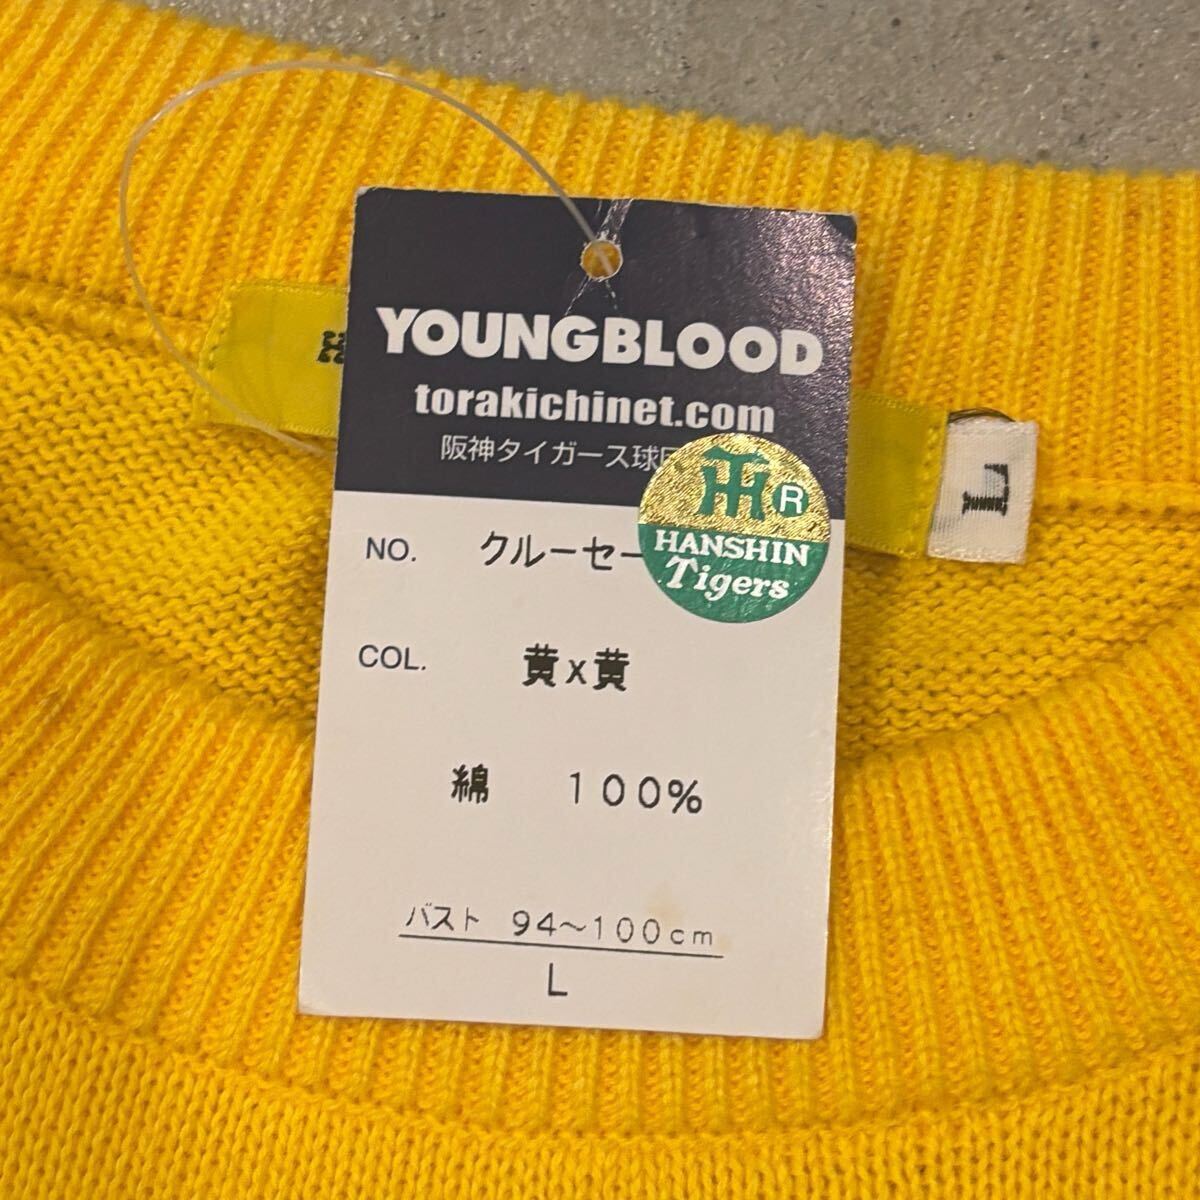 YOUNGBLOOD
torakichinet.com
阪神タイガース球
HANSHIN
Tigers
R
NO. クルーセー
COL. 黄x黄
綿 100%
バスト 94~100cm
L
L